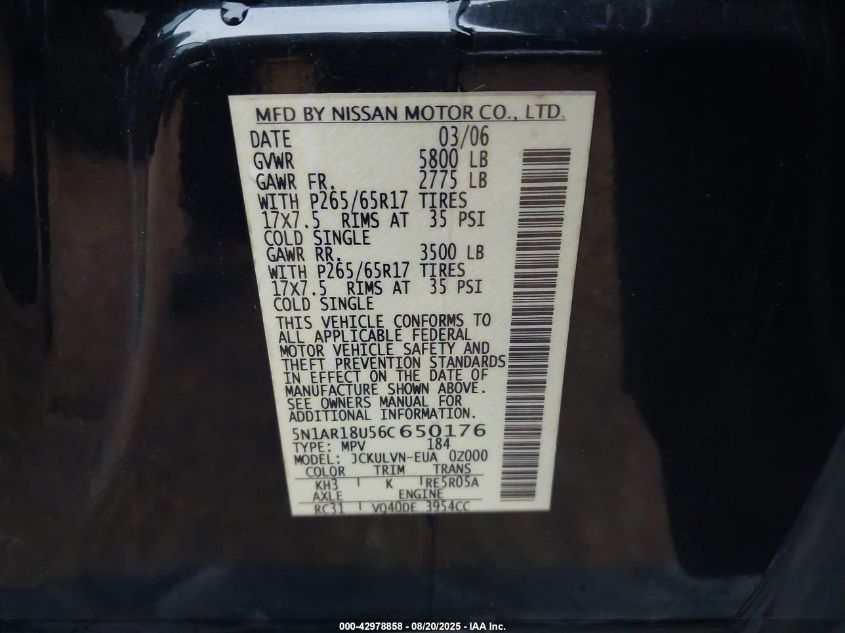 MFD BY NISSAN MOTOR CO., LTD.
DATE 03/06
GVWR 5800 LB
GAWR FR. 2775 LB
WITH P265/65R17 TIRES
17X7.5 RIMS AT 35 PSI
COLD SINGLE
GAWR RR. 3500 LB
WITH P265/65R17 TIRES
17X7.5 RIMS AT 35 PSI
COLD SINGLE
THIS VEHICLE CONFORMS TO
ALL APPLICABLE FEDERAL
MOTOR VEHICLE SAFETY AND
THEFT PREVENTION STANDARDS
IN EFFECT ON THE DATE OF
MANUFACTURE SHOWN ABOVE.
SEE OWNERS MANUAL FOR
ADDITIONAL INFORMATION.
5N1AR18U56C650176
TYPE: MPV 184
MODEL: JCKULVN-EUA 0Z000
COLOR TRIM TRANS
KH3 K RE5R05A
AXLE ENGINE
RC31 VQ40DE 3954CC
000-42978858 - 08/20/2025 - IAA Inc.